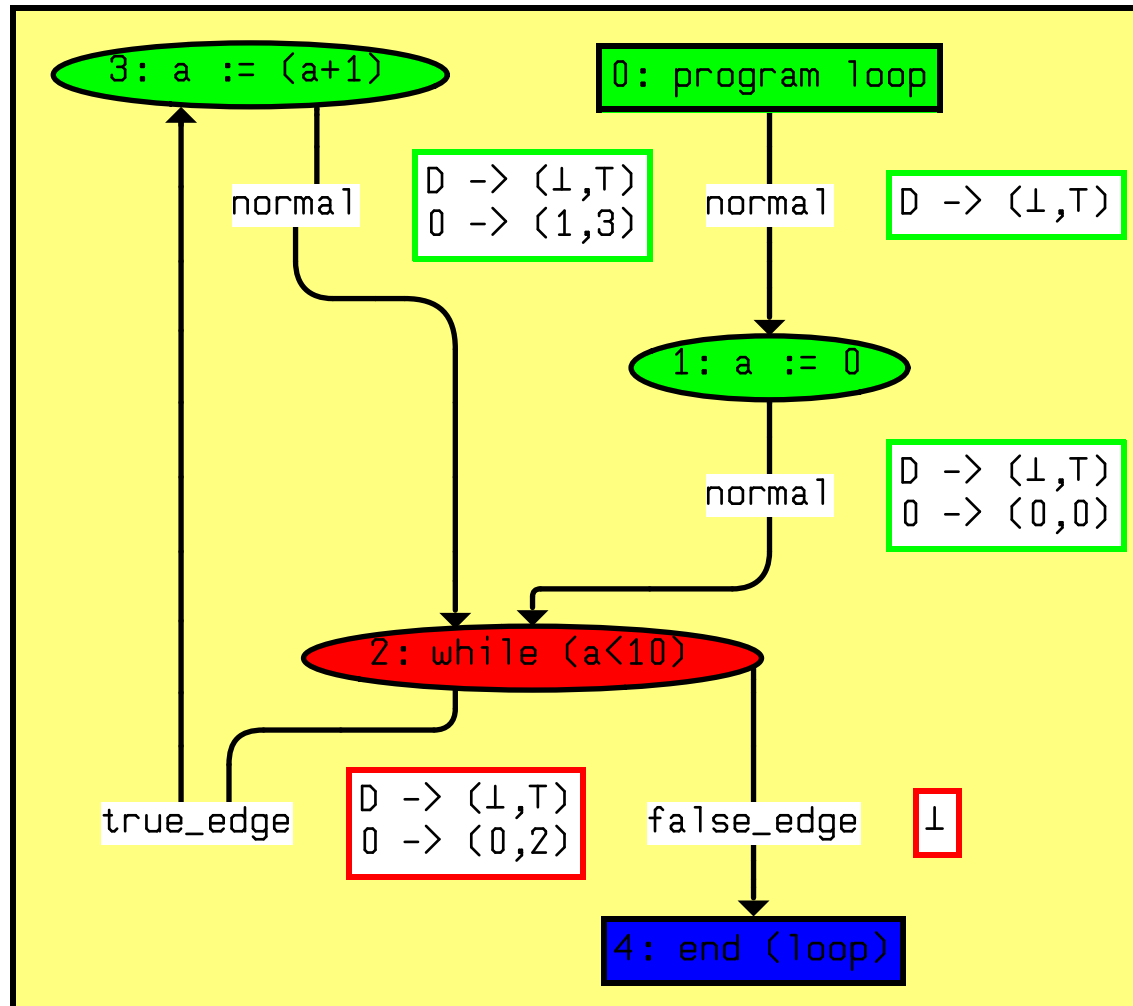 3: a := (a+1)
0: program loop
normal
D -> (⊥,T)
0 -> (1,3)
normal
D -> (⊥,T)
1: a := 0
normal
D -> (⊥,T)
0 -> (0,0)
2: while (a<10)
true_edge
D -> (⊥,T)
0 -> (0,2)
false_edge
⊥
4: end (loop)